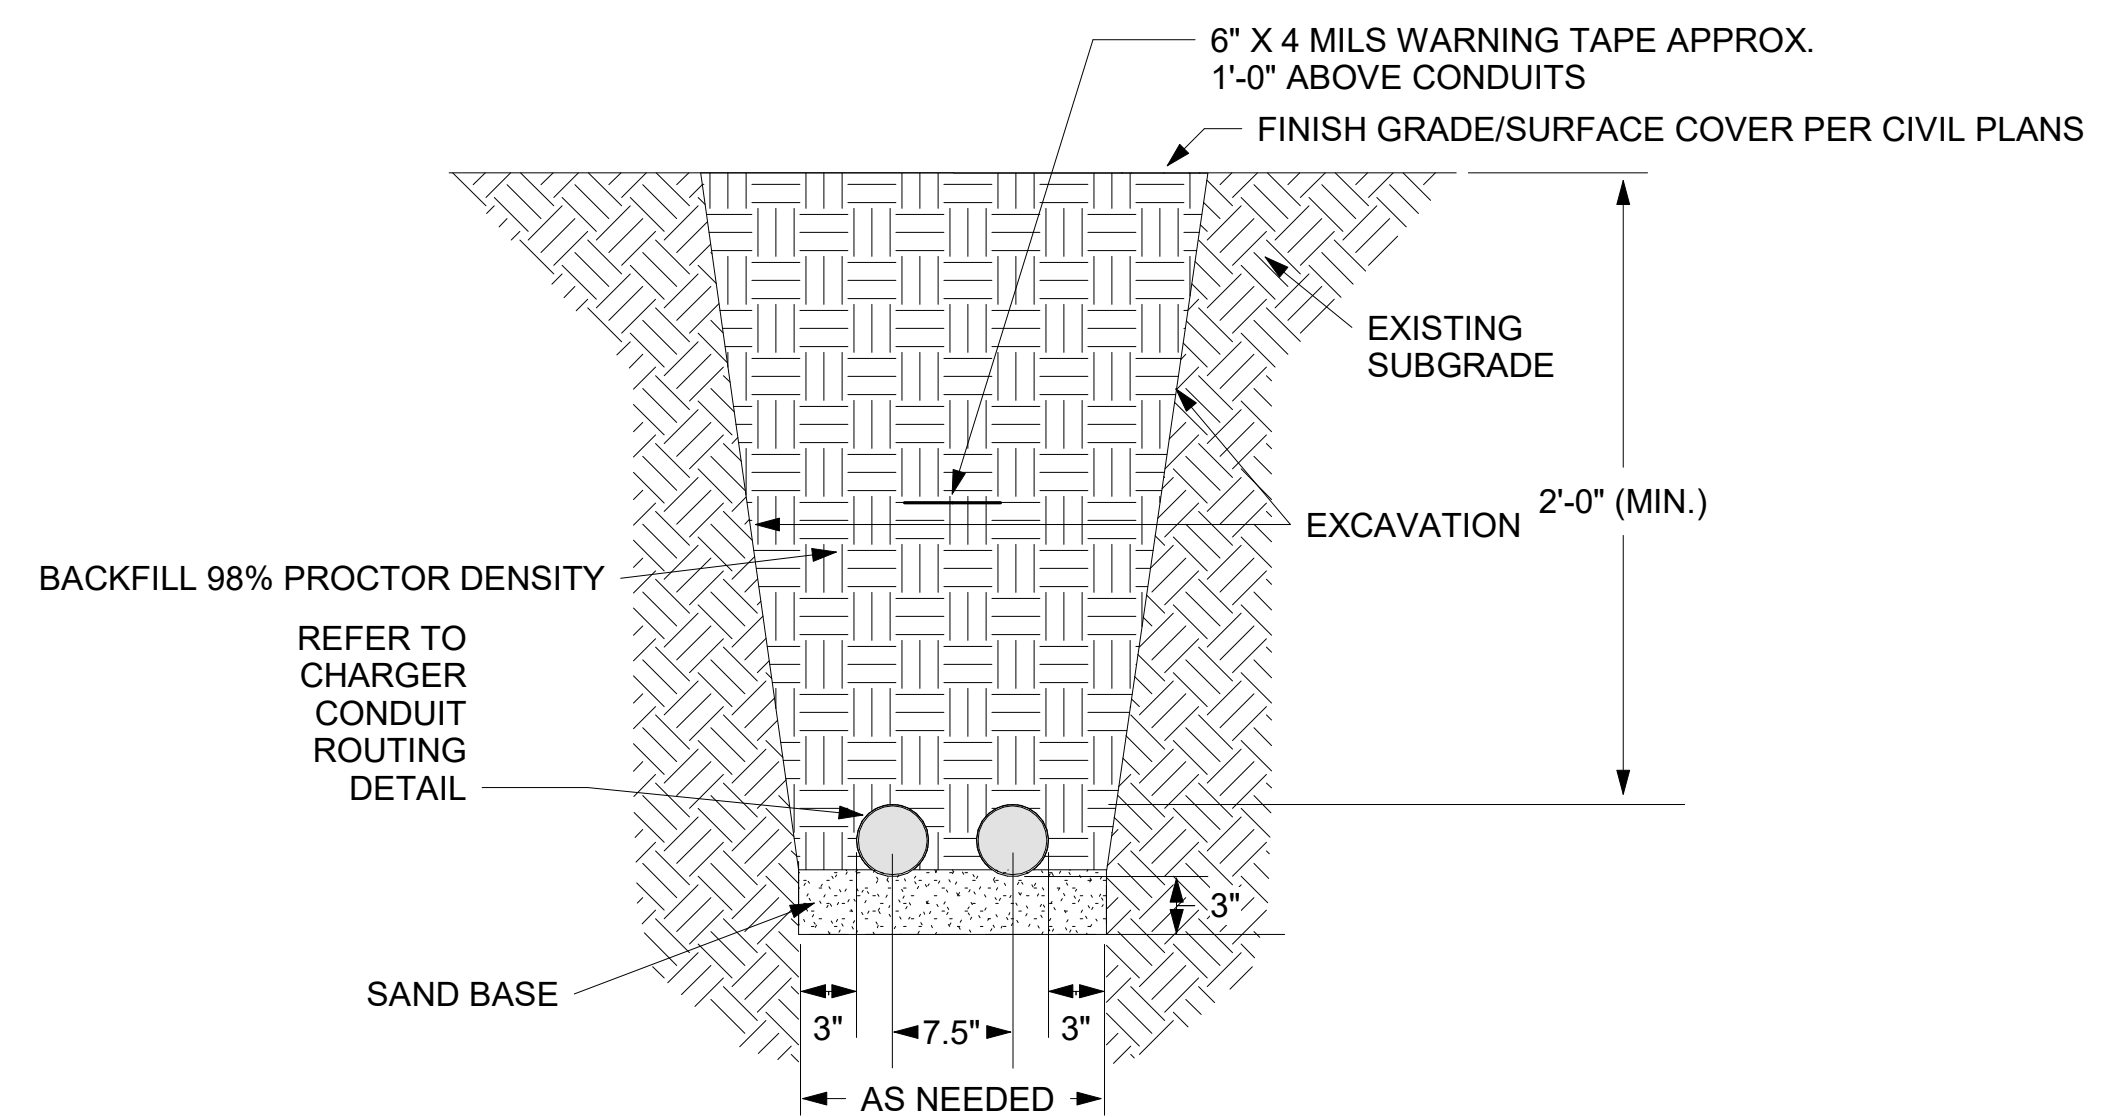 6" X 4 MILS WARNING TAPE APPROX.
1'-0" ABOVE CONDUITS
FINISH GRADE/SURFACE COVER PER CIVIL PLANS
EXISTING
SUBGRADE
2'-0" (MIN.)
EXCAVATION
BACKFILL 98% PROCTOR DENSITY
REFER TO
CHARGER
CONDUIT
ROUTING
DETAIL
3"
SAND BASE
3"
7.5"
3"
AS NEEDED